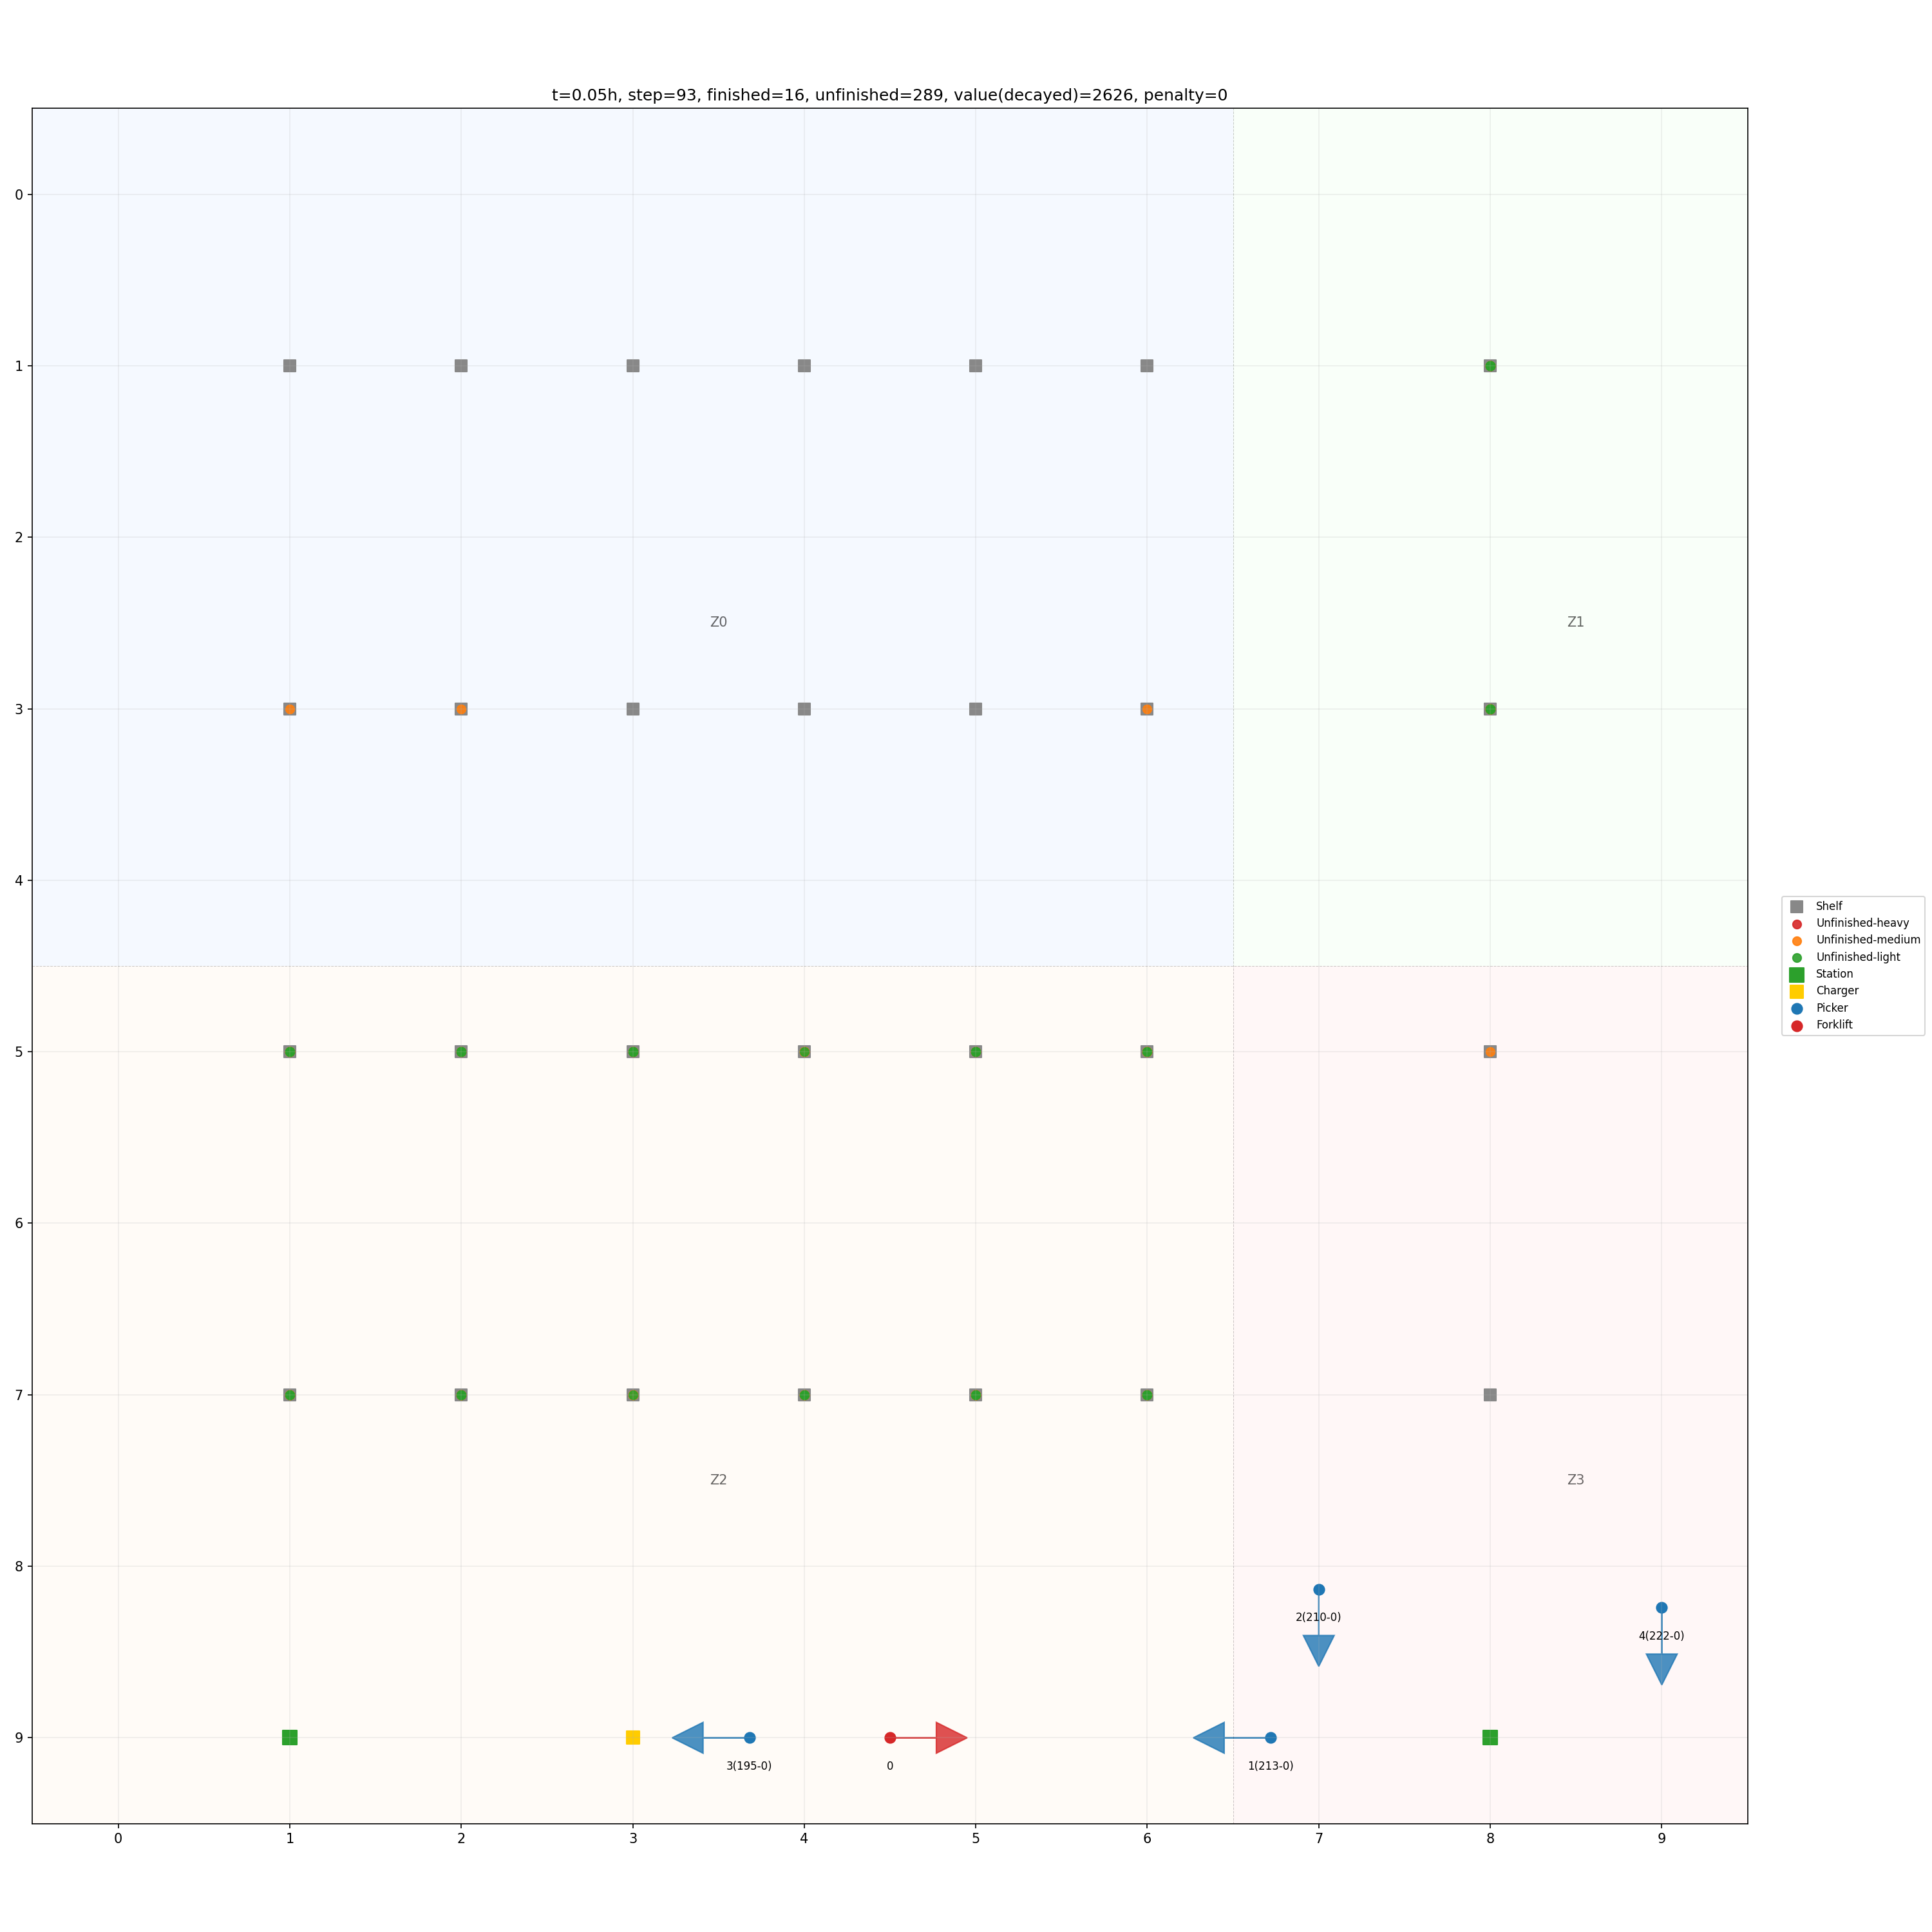 t=0.05h, step=93, finished=16, unfinished=289, value(decayed)=2626, penalty=0
0
1
2
Z0
Z1
3
4
Shelf
Unfinished-heavy
Unfinished-medium
Unfinished-light
Station
Charger
Picker
Forklift
5
6
7
Z2
Z3
8
2(210-0)
4(222-0)
9
3(195-0)
0
1(213-0)
0
1
2
3
4
5
6
7
8
9